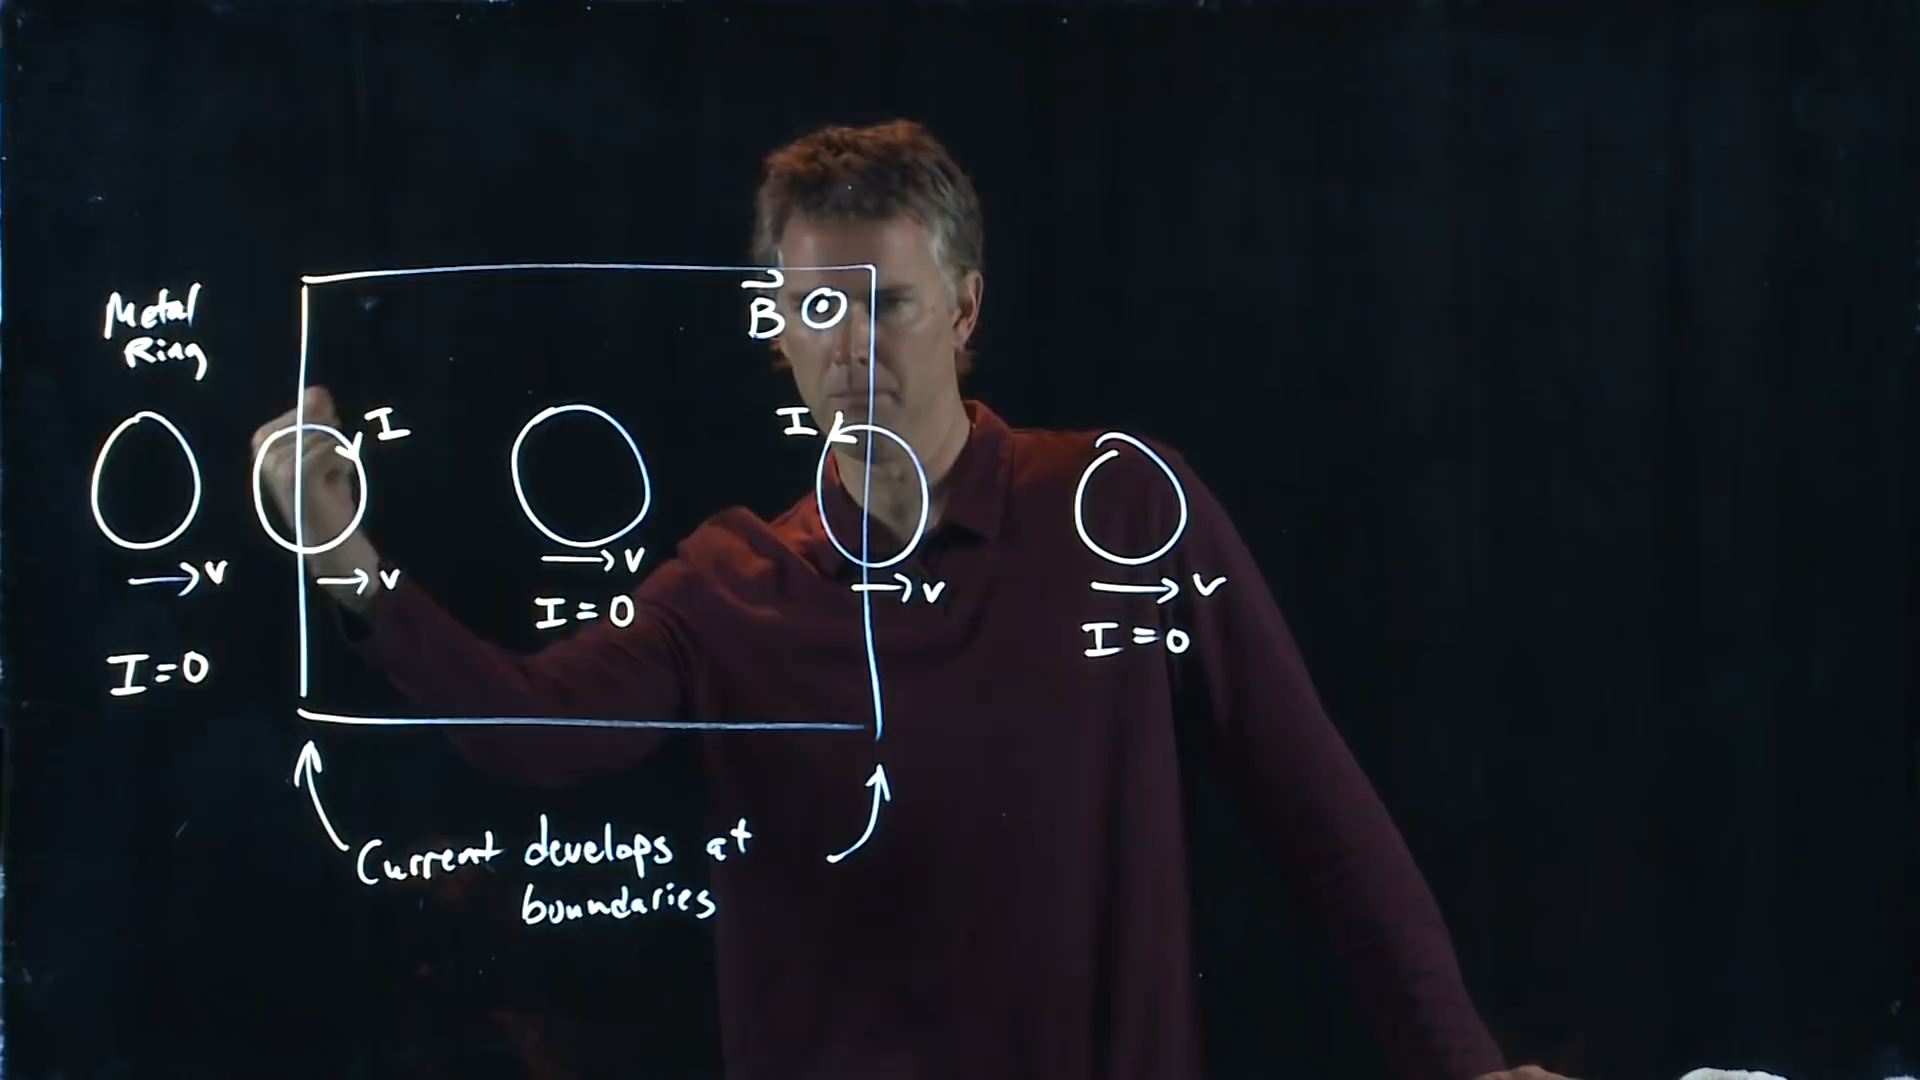 Metal
Ring
B⃗ ⊙
I
I
v
v
v
v
v
I=0
I=0
I=0
Current develops at
boundaries